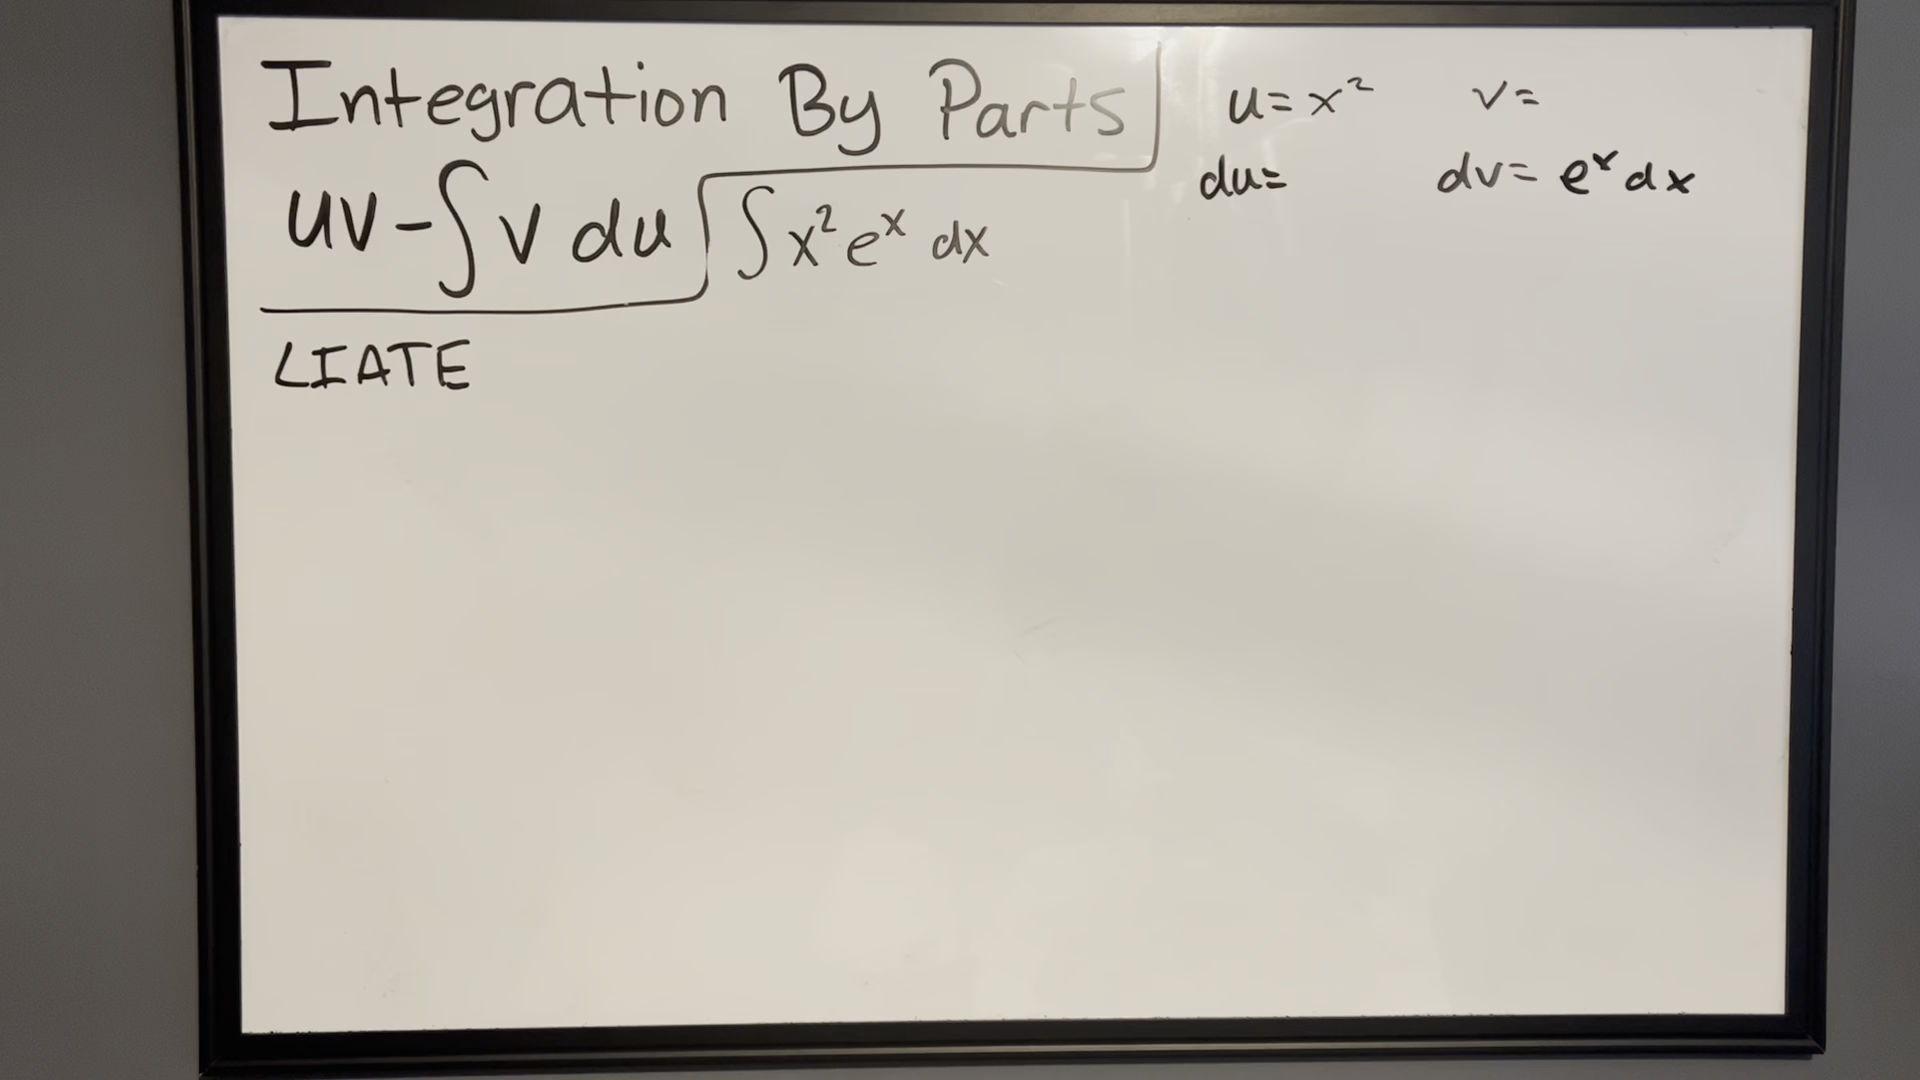 Integration By Parts
uv-∫v du
∫x²eˣ dx
LIATE
u=x² v=
du= dv=eˣdx